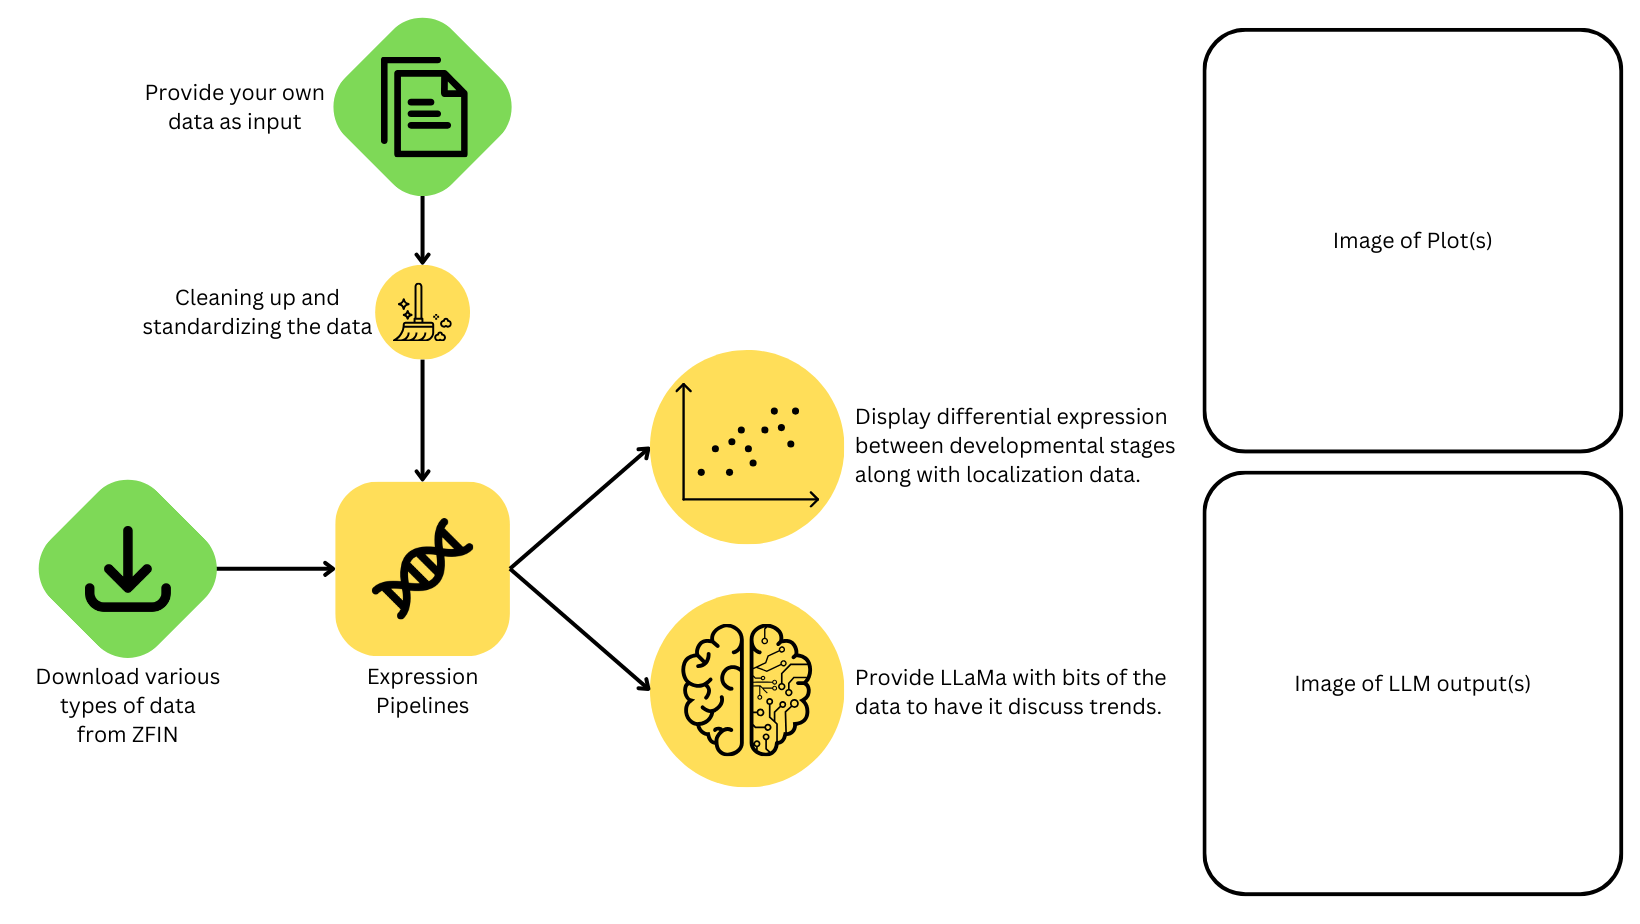 Provide your own
data as input
Cleaning up and
standardizing the data
Download various
types of data
from ZFIN
Expression
Pipelines
Display differential expression
between developmental stages
along with localization data.
Provide LLaMa with bits of the
data to have it discuss trends.
Image of Plot(s)
Image of LLM output(s)